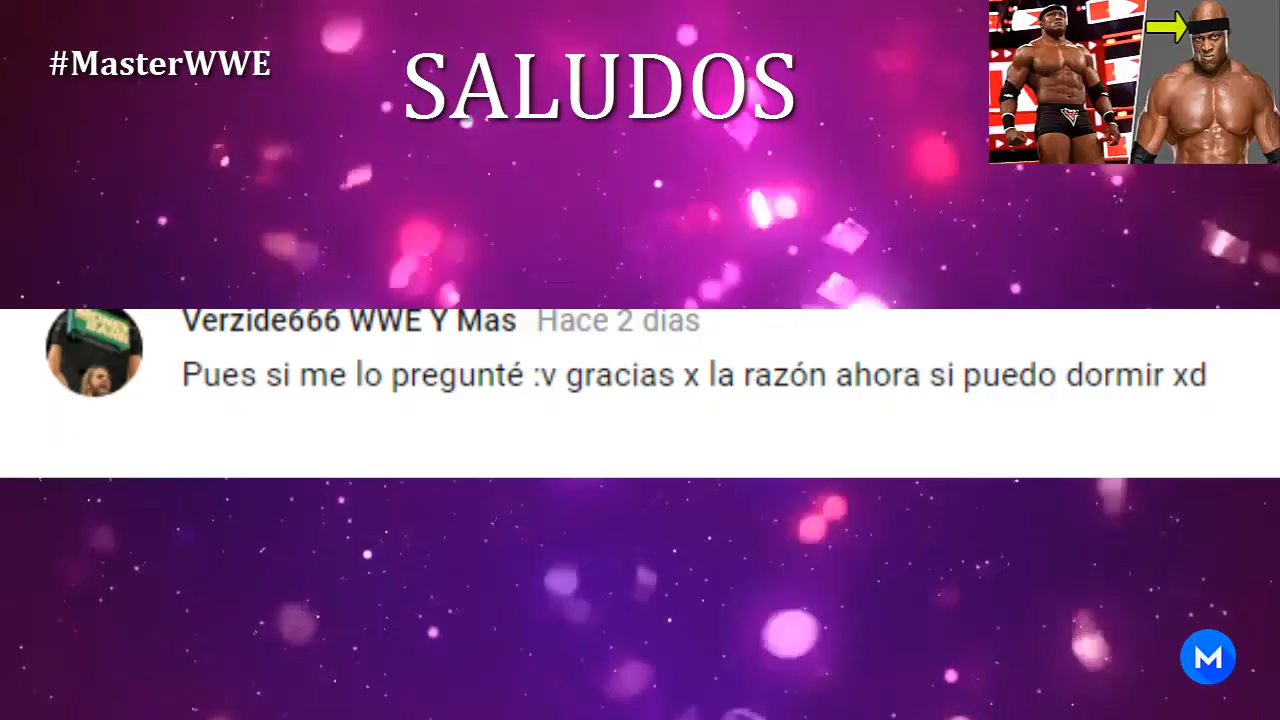 #MasterWWE
SALUDOS
Verzide666 WWE Y Mas Hace 2 días
Pues si me lo pregunté :v gracias x la razón ahora si puedo dormir xd
M